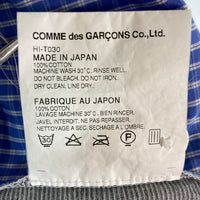 COMME des GARÇONS Co.,Ltd.
HI-T030
MADE IN JAPAN
100%COTTON
MACHINE WASH 30°C, RINSE WELL.
DO NOT BLEACH. DO NOT IRON.
DRY CLEAN. LINE DRY.
FABRIQUÉ AU JAPON
100%COTON
LAVAGE MACHINE 30°C, BIEN RINCER.
JAVEL INTERDIT, NE PAS REPASSER.
NETTOYAGE A SEC, SECHAGE A L'OMBRE.